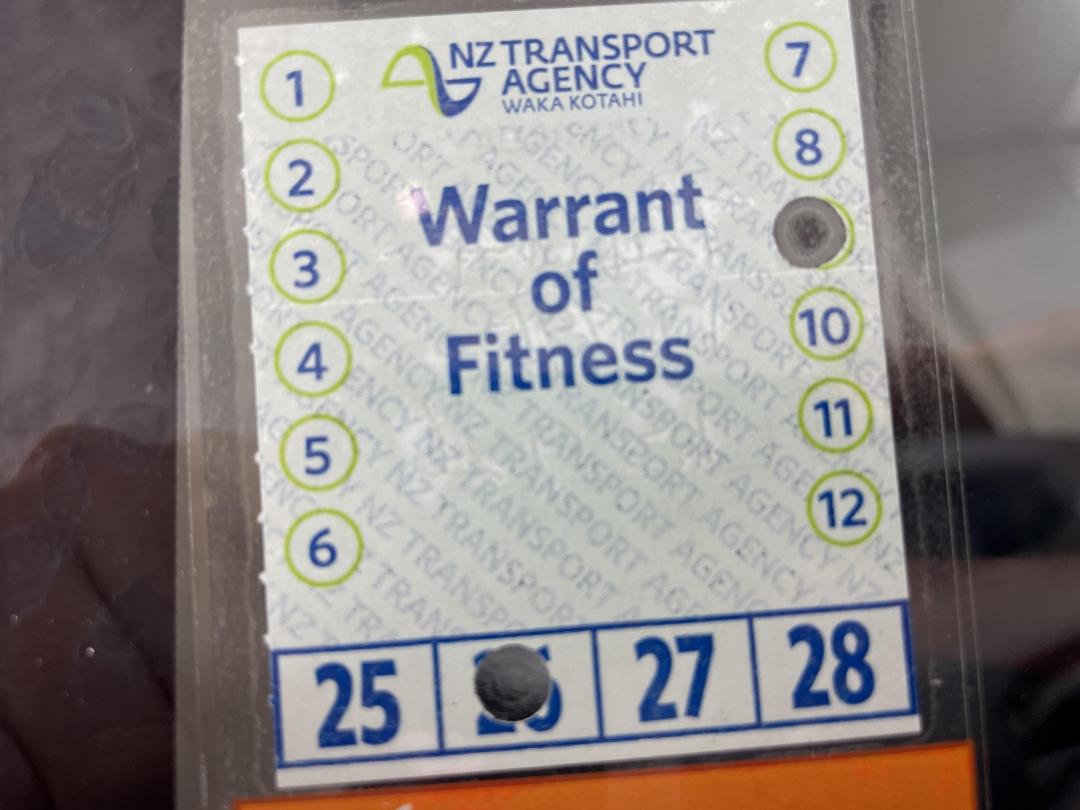 NZ TRANSPORT
AGENCY
WAKA KOTAHI
Warrant
of
Fitness
1
2
3
4
5
6
7
8
10
11
12
25
27
28